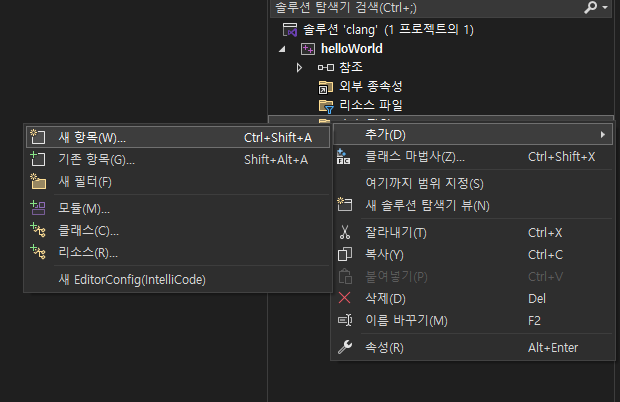 솔루션 탐색기 검색(Ctrl+;)
솔루션 'clang' (1 프로젝트의 1)
helloWorld
참조
외부 종속성
리소스 파일
새 항목(W)... Ctrl+Shift+A
기존 항목(G)... Shift+Alt+A
새 필터(F)
모듈(M)...
클래스(C)...
리소스(R)...
새 EditorConfig(IntelliCode)
추가(D)
클래스 마법사(Z)... Ctrl+Shift+X
여기까지 범위 지정(S)
새 솔루션 탐색기 뷰(N)
잘라내기(T) Ctrl+X
복사(Y) Ctrl+C
붙여넣기(P) Ctrl+V
삭제(D) Del
이름 바꾸기(M) F2
속성(R) Alt+Enter